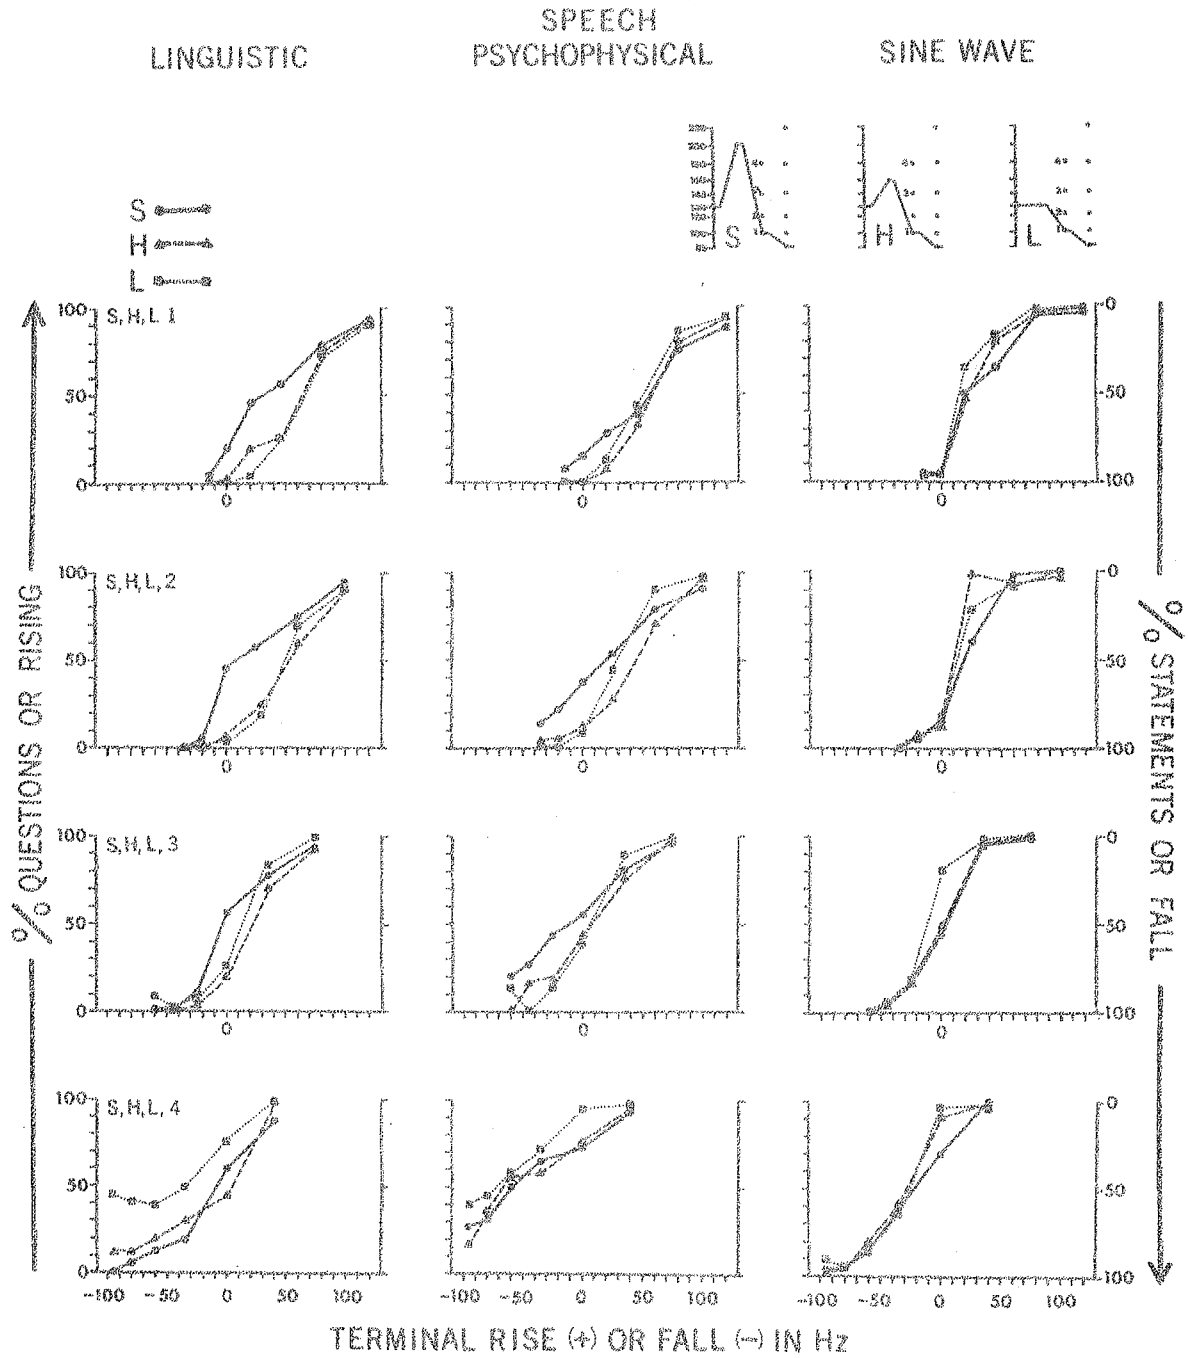 LINGUISTIC
SPEECH
PSYCHOPHYSICAL
SINE WAVE
S
H
L
S
H
L
S, H, L 1
100
50
0
0
0
0
-0
-50
-100
S, H, L, 2
100
50
0
0
0
0
-0
-50
-100
S, H, L, 3
100
50
0
0
0
0
-0
-50
-100
S, H, L, 4
100
50
0
-0
-50
-100
-100 -50 0 50 100
-100 -50 0 50 100
-100 -50 0 50 100
% QUESTIONS OR RISING
% STATEMENTS OR FALL
TERMINAL RISE (+) OR FALL (−) IN Hz